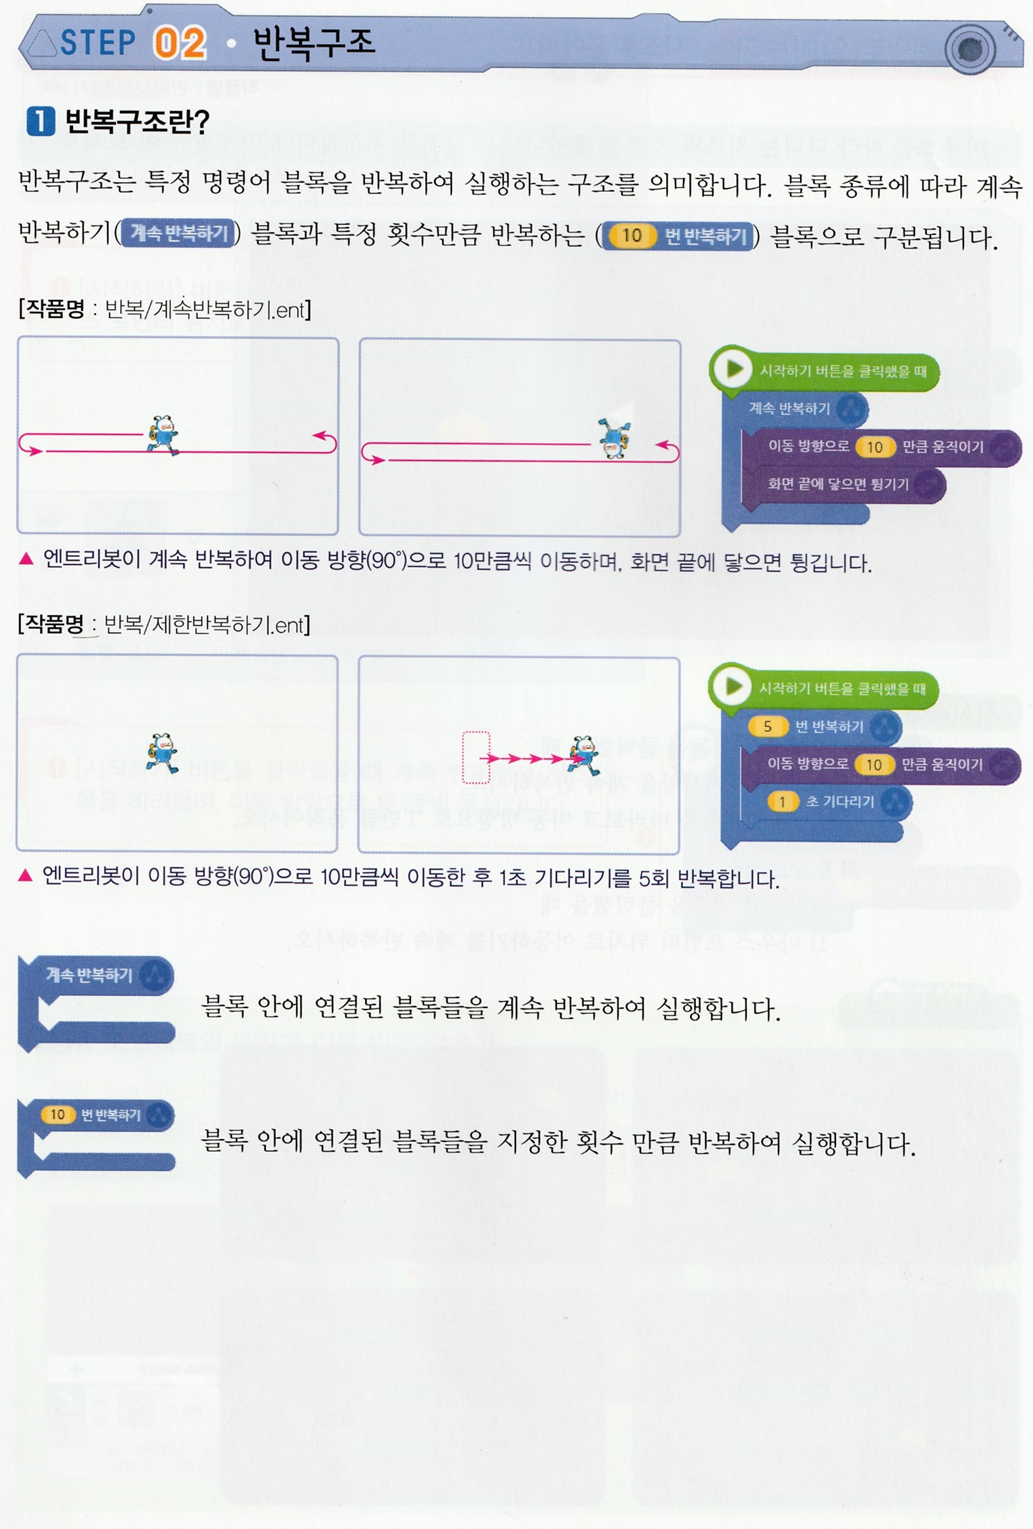 STEP 02 · 반복구조
1 반복구조란?
반복구조는 특정 명령어 블록을 반복하여 실행하는 구조를 의미합니다. 블록 종류에 따라 계속
반복하기(계속 반복하기) 블록과 특정 횟수만큼 반복하는 (10 번 반복하기) 블록으로 구분됩니다.
[작품명 : 반복/계속반복하기.ent]
시작하기 버튼을 클릭했을 때
계속 반복하기
이동 방향으로 10 만큼 움직이기
화면 끝에 닿으면 튕기기
▲ 엔트리봇이 계속 반복하여 이동 방향(90°)으로 10만큼씩 이동하며, 화면 끝에 닿으면 튕깁니다.
[작품명 : 반복/제한반복하기.ent]
시작하기 버튼을 클릭했을 때
5 번 반복하기
이동 방향으로 10 만큼 움직이기
1 초 기다리기
▲ 엔트리봇이 이동 방향(90°)으로 10만큼씩 이동한 후 1초 기다리기를 5회 반복합니다.
계속 반복하기
블록 안에 연결된 블록들을 계속 반복하여 실행합니다.
10 번 반복하기
블록 안에 연결된 블록들을 지정한 횟수 만큼 반복하여 실행합니다.